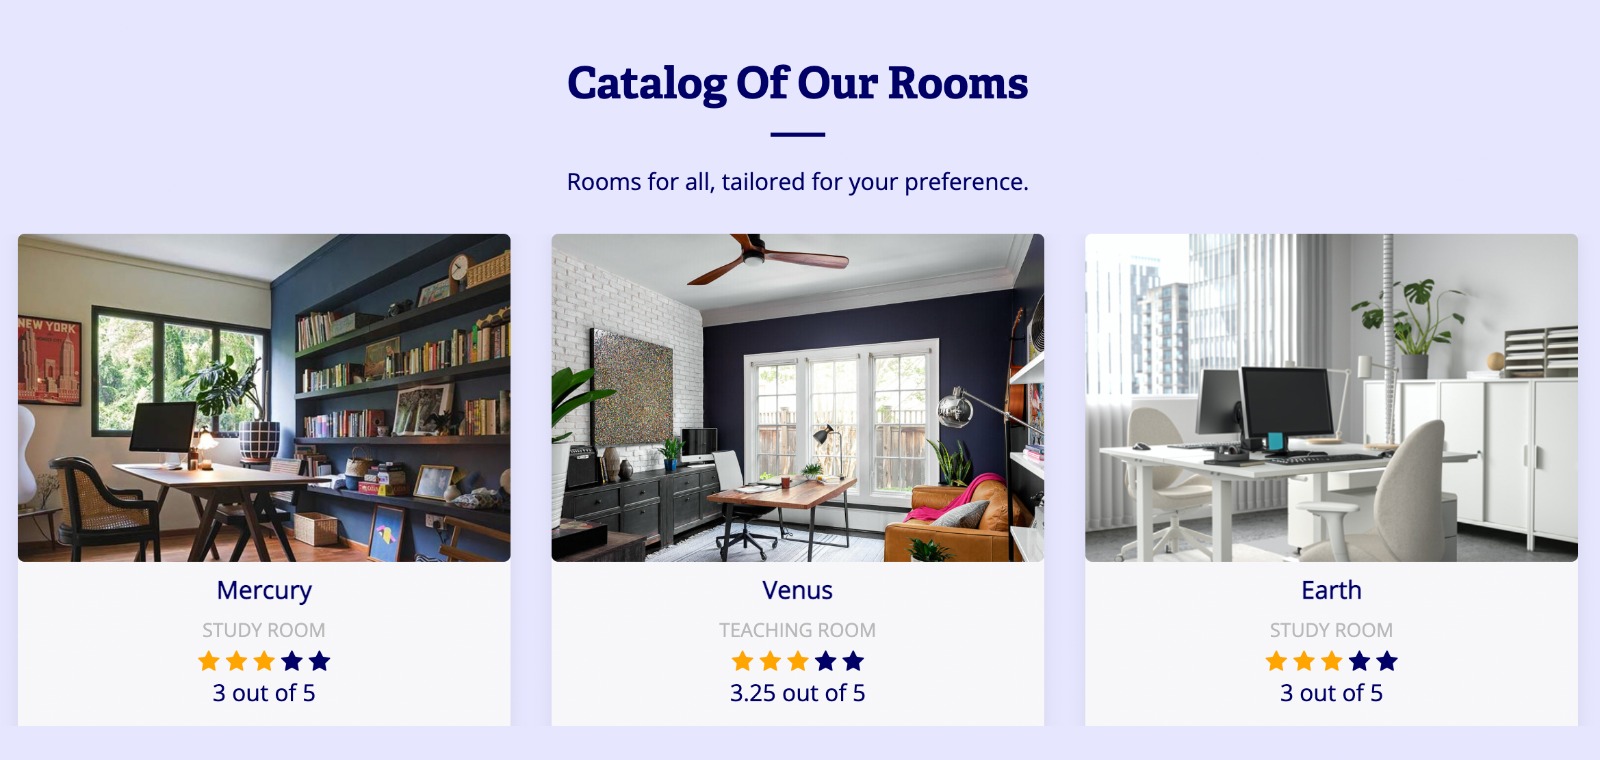 Catalog Of Our Rooms
Rooms for all, tailored for your preference.
NEW YORK
Mercury
STUDY ROOM
3 out of 5
Venus
TEACHING ROOM
3.25 out of 5
Earth
STUDY ROOM
3 out of 5